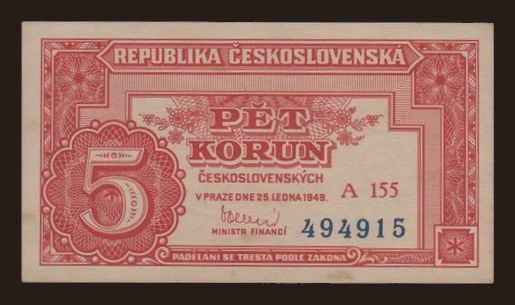 REPUBLIKA ČESKOSLOVENSKÁ
PĚT
KORUN
ČESKOSLOVENSKÝCH
V PRAZE DNE 25. LEDNA 1949.
A 155
5
MINISTR FINANCÍ
494915
PADĚLÁNÍ SE TRESTÁ PODLE ZÁKONA